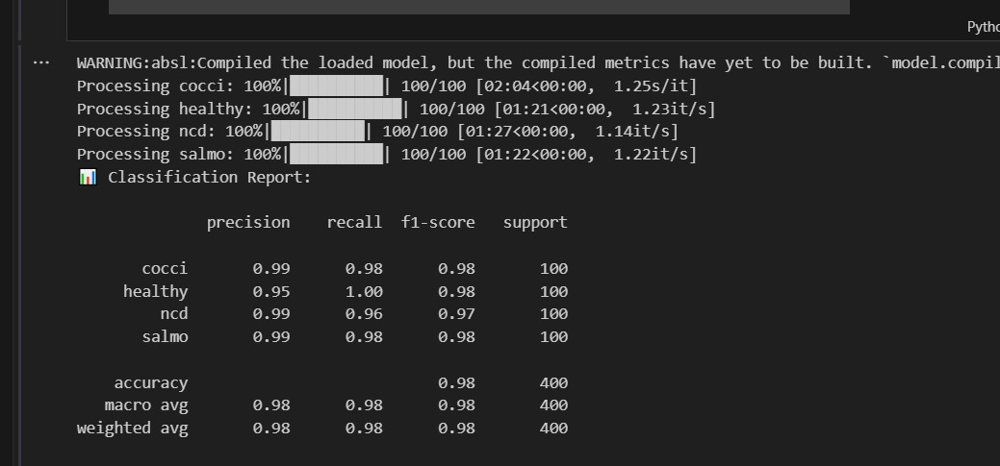 Pytho
... WARNING:absl:Compiled the loaded model, but the compiled metrics have yet to be built. `model.compil
Processing cocci: 100%|██████████| 100/100 [02:04<00:00,  1.25s/it]
Processing healthy: 100%|██████████| 100/100 [01:21<00:00,  1.23it/s]
Processing ncd: 100%|██████████| 100/100 [01:27<00:00,  1.14it/s]
Processing salmo: 100%|██████████| 100/100 [01:22<00:00,  1.22it/s]
📊 Classification Report:
precision recall f1-score support
cocci 0.99 0.98 0.98 100
healthy 0.95 1.00 0.98 100
ncd 0.99 0.96 0.97 100
salmo 0.99 0.98 0.98 100
accuracy 0.98 400
macro avg 0.98 0.98 0.98 400
weighted avg 0.98 0.98 0.98 400